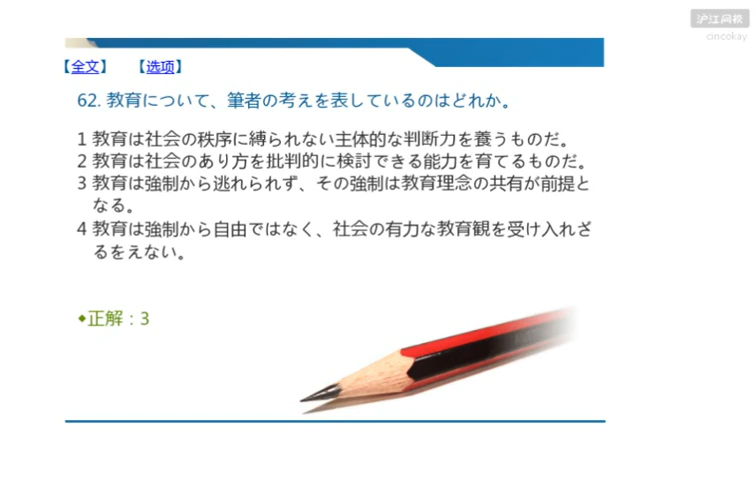 沪江网校
cincokay
【全文】 【选项】
62. 教育について、筆者の考えを表しているのはどれか。
1 教育は社会の秩序に縛られない主体的な判断力を養うものだ。
2 教育は社会のあり方を批判的に検討できる能力を育てるものだ。
3 教育は強制から逃れられず、その強制は教育理念の共有が前提と
なる。
4 教育は強制から自由ではなく、社会の有力な教育観を受け入れざ
るをえない。
◆正解：3